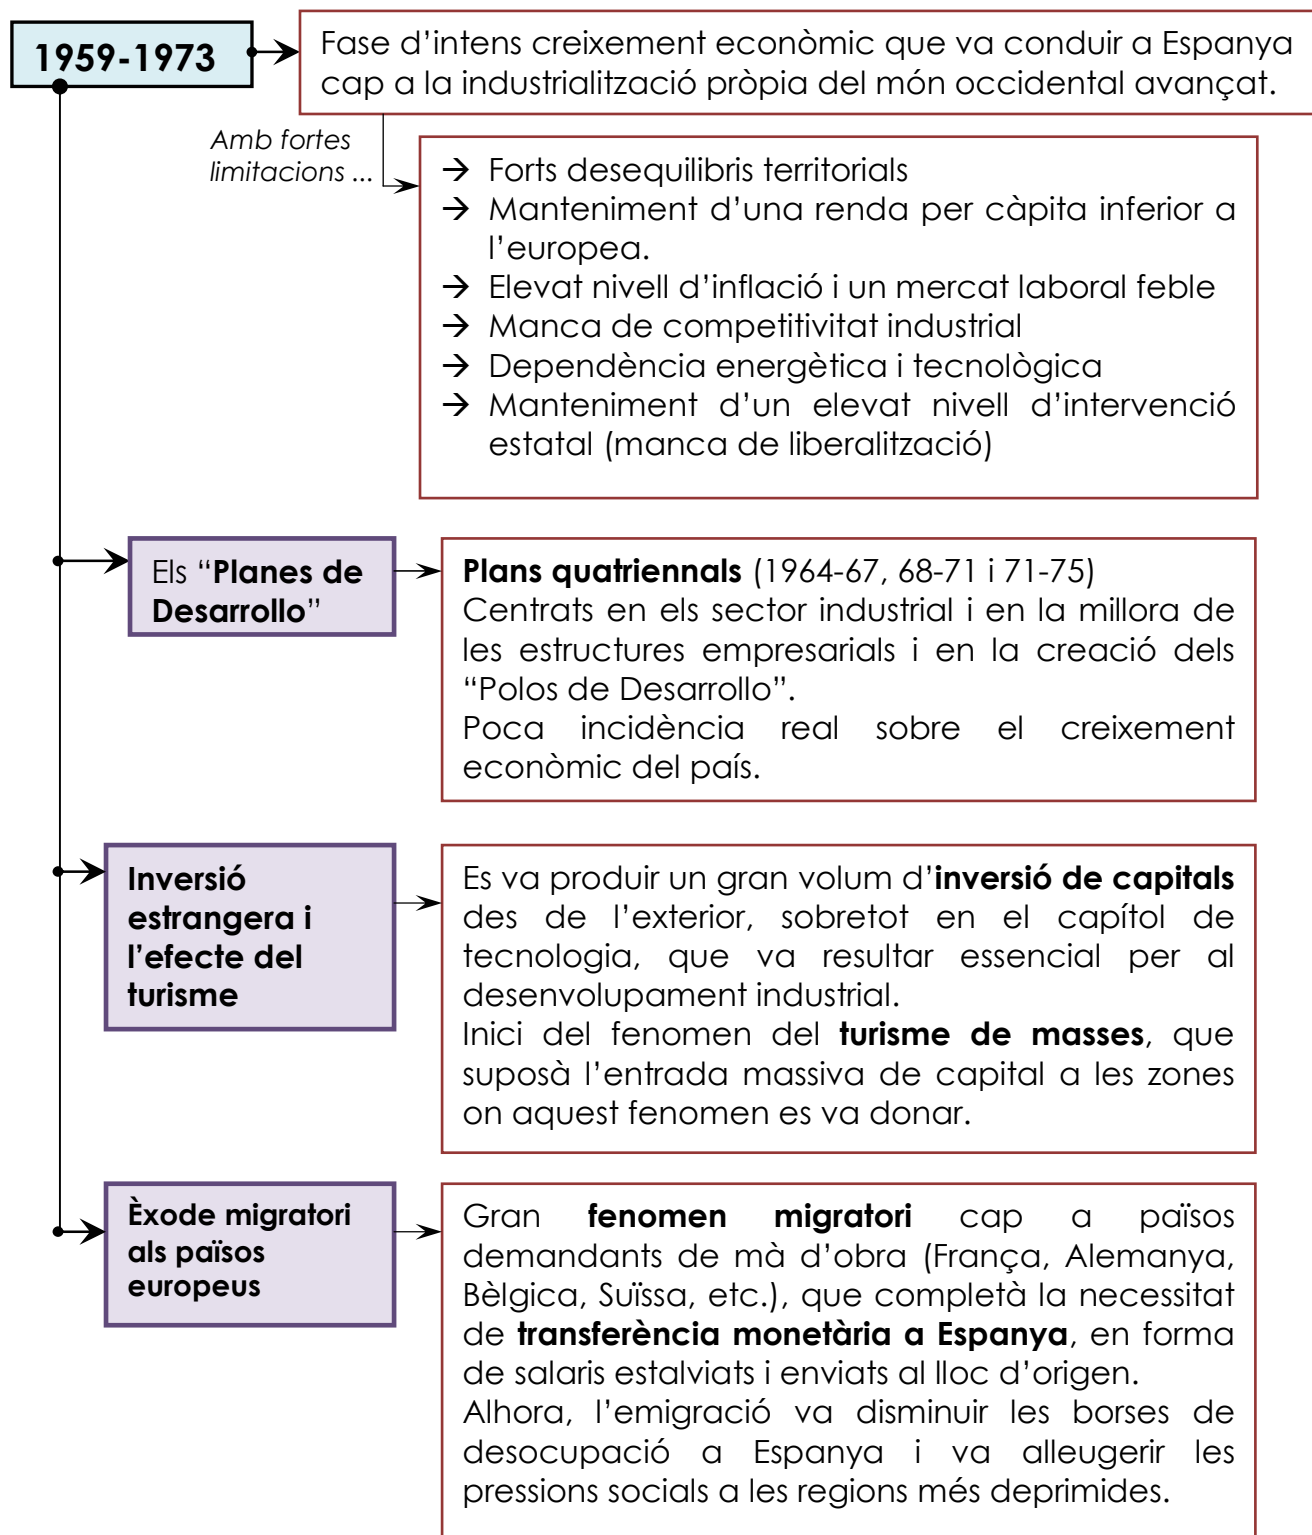 1959-1973
Fase d’intens creixement econòmic que va conduir a Espanya
cap a la industrialització pròpia del món occidental avançat.
Amb fortes
limitacions ...
→ Forts desequilibris territorials
→ Manteniment d’una renda per càpita inferior a
l’europea.
→ Elevat nivell d’inflació i un mercat laboral feble
→ Manca de competitivitat industrial
→ Dependència energètica i tecnològica
→ Manteniment d’un elevat nivell d’intervenció
estatal (manca de liberalització)
Els “Planes de
Desarrollo”
Plans quatriennals (1964-67, 68-71 i 71-75)
Centrats en els sector industrial i en la millora de
les estructures empresarials i en la creació dels
“Polos de Desarrollo”.
Poca incidència real sobre el creixement
econòmic del país.
Inversió
estrangera i
l’efecte del
turisme
Es va produir un gran volum d’inversió de capitals
des de l’exterior, sobretot en el capítol de
tecnologia, que va resultar essencial per al
desenvolupament industrial.
Inici del fenomen del turisme de masses, que
suposà l’entrada massiva de capital a les zones
on aquest fenomen es va donar.
Èxode migratori
als països
europeus
Gran fenomen migratori cap a països
demandants de mà d’obra (França, Alemanya,
Bèlgica, Suïssa, etc.), que completà la necessitat
de transferència monetària a Espanya, en forma
de salaris estalviats i enviats al lloc d’origen.
Alhora, l’emigració va disminuir les borses de
desocupació a Espanya i va alleugerir les
pressions socials a les regions més deprimides.